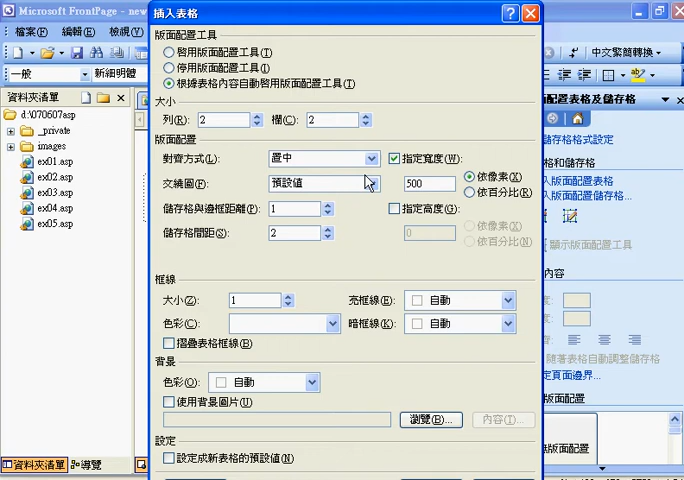 Microsoft FrontPage - new
插入表格
檔案(F) 編輯(E) 檢視(V)
一般 新細明體
中文繁簡轉換
資料夾清單
d:\070607asp
_private
images
ex01.asp
ex02.asp
ex03.asp
ex04.asp
ex05.asp
資料夾清單 導覽
版面配置工具
啓用版面配置工具(T)
停用版面配置工具(I)
根據表格內容自動啓用版面配置工具(T)
大小
列(R): 2 欄(C): 2
版面配置
對齊方式(L): 置中 指定寬度(W):
文繞圖(F): 預設值 500 依像素(X)
依百分比(R)
儲存格與邊框距離(P): 1 指定高度(G):
儲存格間距(S): 2 0 依像素(X)
依百分比(N)
框線
大小(Z): 1 亮框線(E): 自動
色彩(C): 暗框線(K): 自動
摺疊表格框線(B)
背景
色彩(O): 自動
使用背景圖片(U)
瀏覽(B)... 內容(I)...
設定
設定成新表格的預設值(N)
配置表格及儲存格
儲存格格式設定
格和儲存格
入版面配置表格
入版面配置儲存格...
顯示版面配置工具
內容
隨著表格自動調整儲存格
定頁面邊界...
版面配置
無版面配置